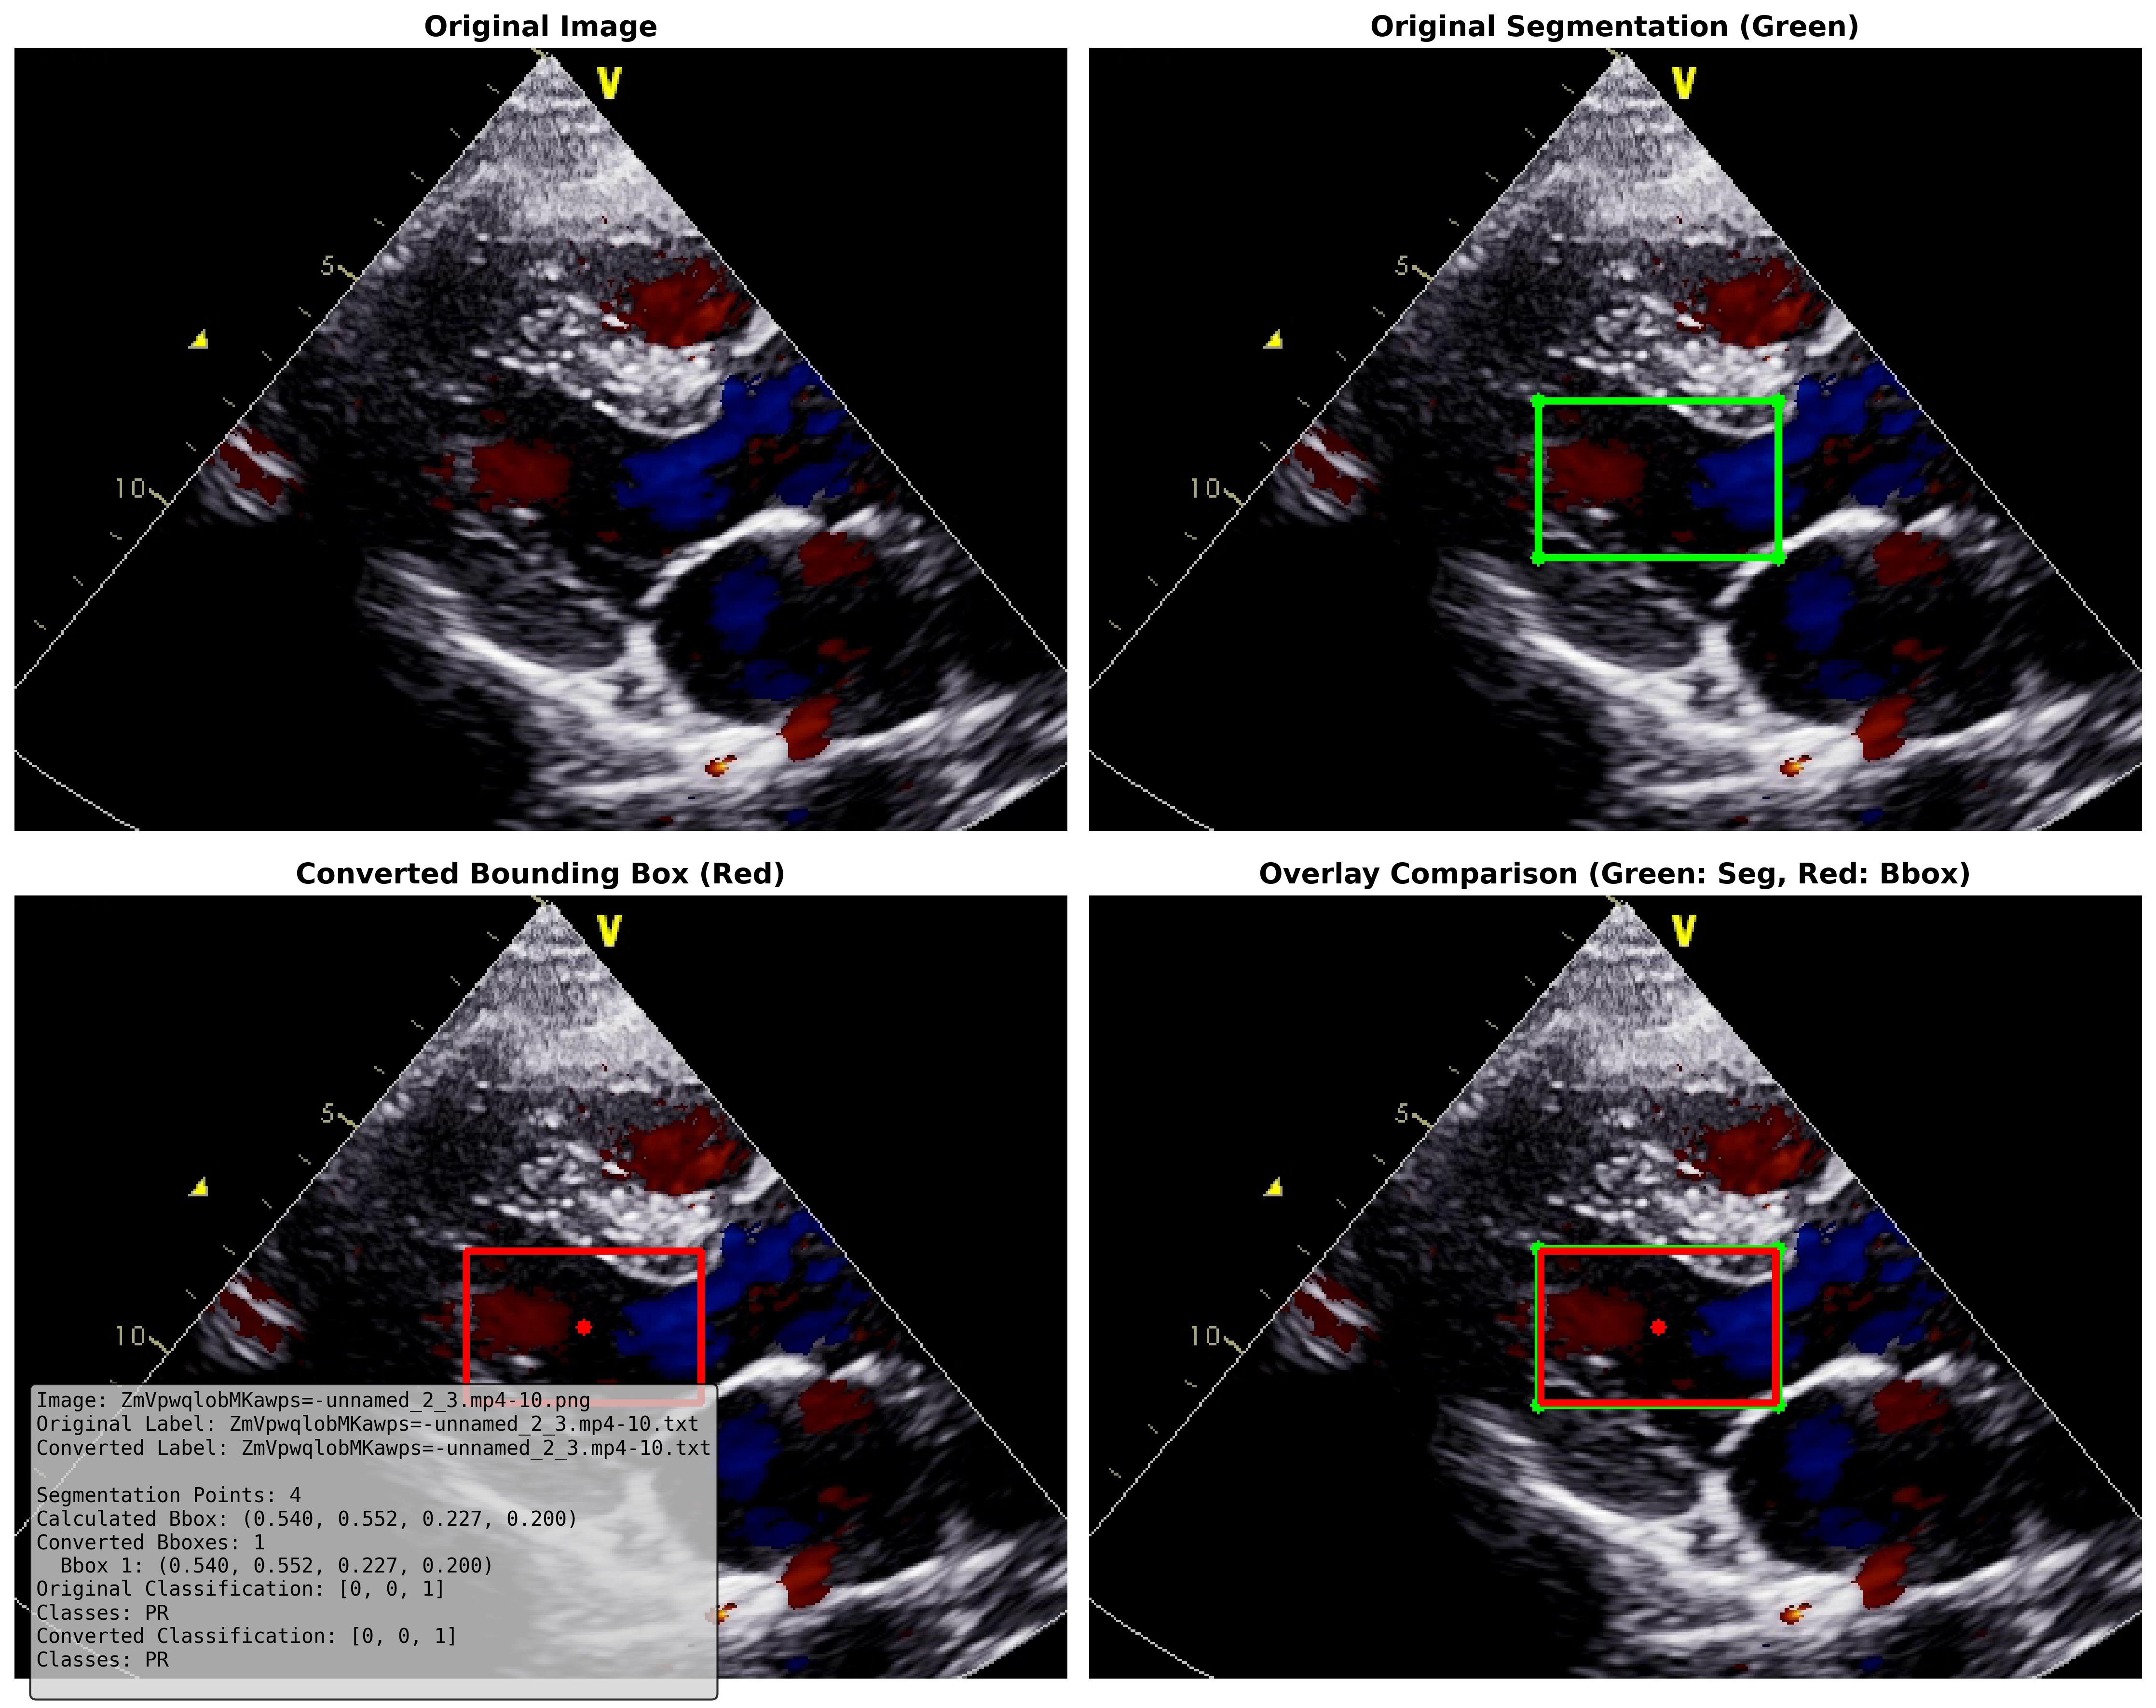 Original Image
Original Segmentation (Green)
V
5
10
V
5
10
Converted Bounding Box (Red)
Overlay Comparison (Green: Seg, Red: Bbox)
V
5
10
V
5
10
Image: ZmVpwqlobMKawps=-unnamed_2_3.mp4-10.png
Original Label: ZmVpwqlobMKawps=-unnamed_2_3.mp4-10.txt
Converted Label: ZmVpwqlobMKawps=-unnamed_2_3.mp4-10.txt
Segmentation Points: 4
Calculated Bbox: (0.540, 0.552, 0.227, 0.200)
Converted Bboxes: 1
Bbox 1: (0.540, 0.552, 0.227, 0.200)
Original Classification: [0, 0, 1]
Classes: PR
Converted Classification: [0, 0, 1]
Classes: PR